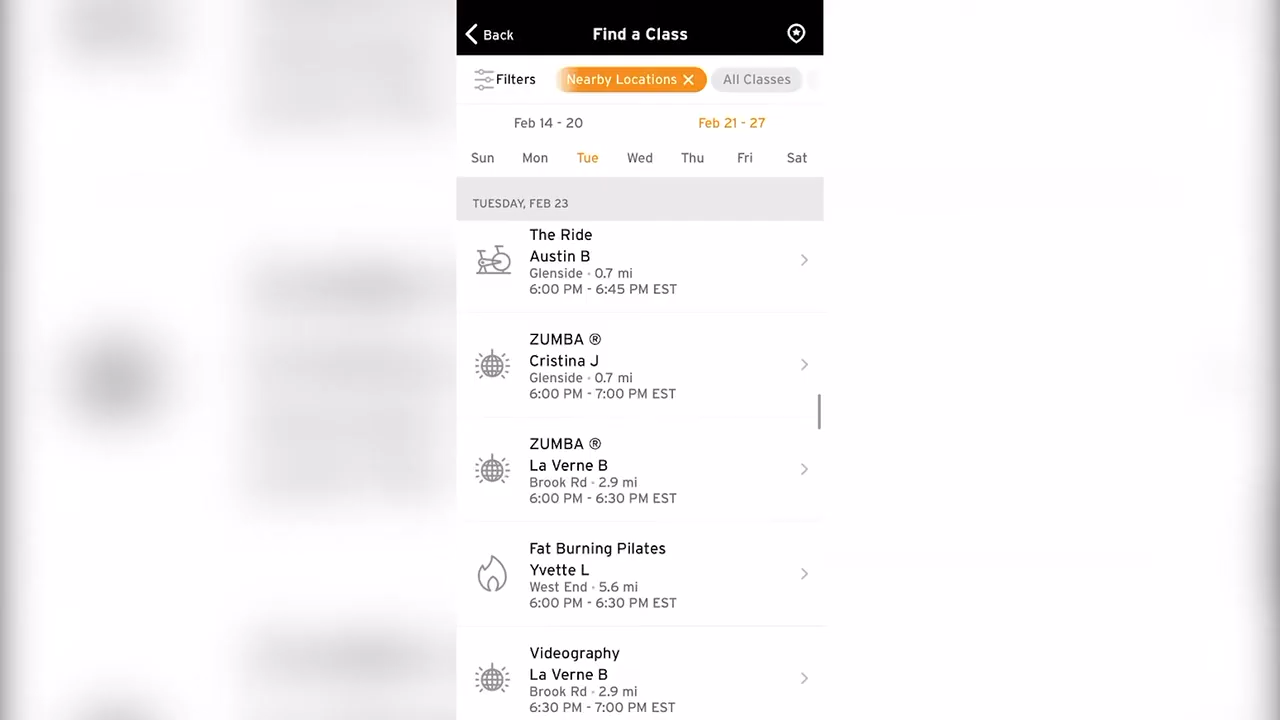 Back
Find a Class
Filters
Nearby Locations
All Classes
Feb 14 - 20
Feb 21 - 27
Sun Mon Tue Wed Thu Fri Sat
TUESDAY, FEB 23
The Ride
Austin B
Glenside · 0.7 mi
6:00 PM - 6:45 PM EST
ZUMBA ®
Cristina J
Glenside · 0.7 mi
6:00 PM - 7:00 PM EST
ZUMBA ®
La Verne B
Brook Rd · 2.9 mi
6:00 PM - 6:30 PM EST
Fat Burning Pilates
Yvette L
West End · 5.6 mi
6:00 PM - 6:30 PM EST
Videography
La Verne B
Brook Rd · 2.9 mi
6:30 PM - 7:00 PM EST